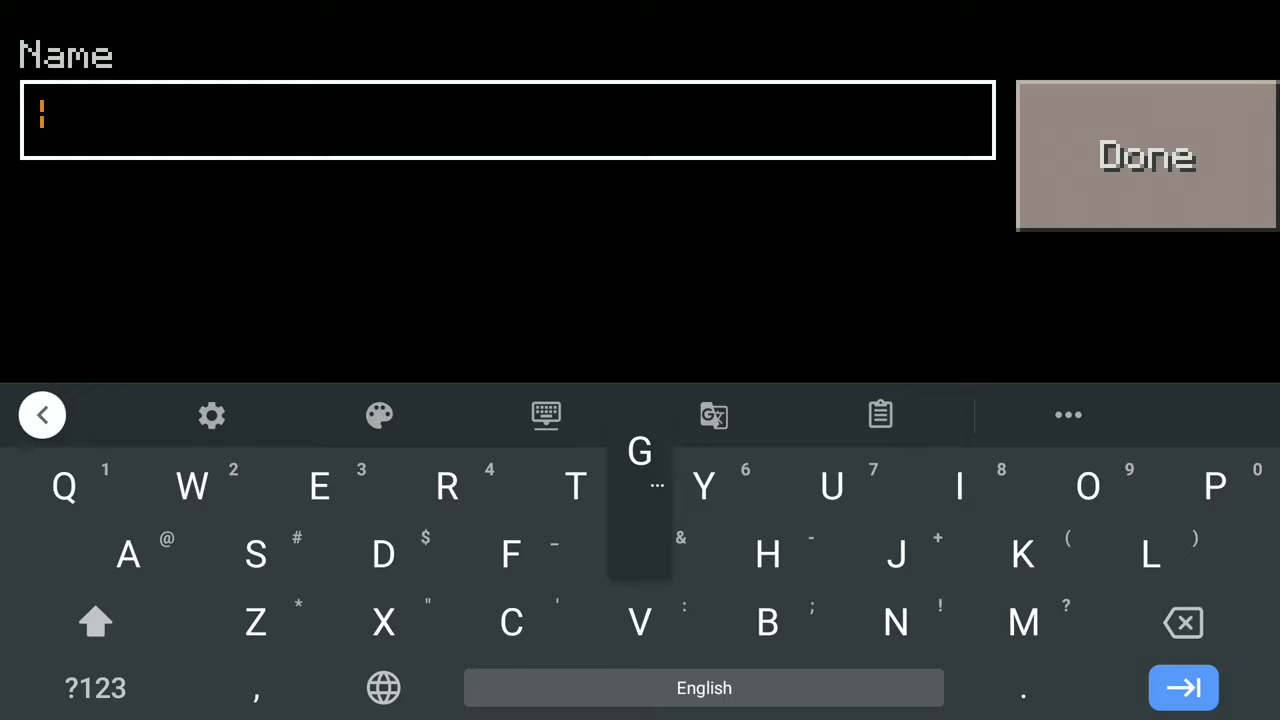 Name
Done
G
...
Q 1 W 2 E 3 R 4 T Y 6 U 7 I 8 O 9 P 0
A @ S # D $ F _ & H - J + K ( L )
Z * X " C ' V : B ; N ! M ?
?123 , English .